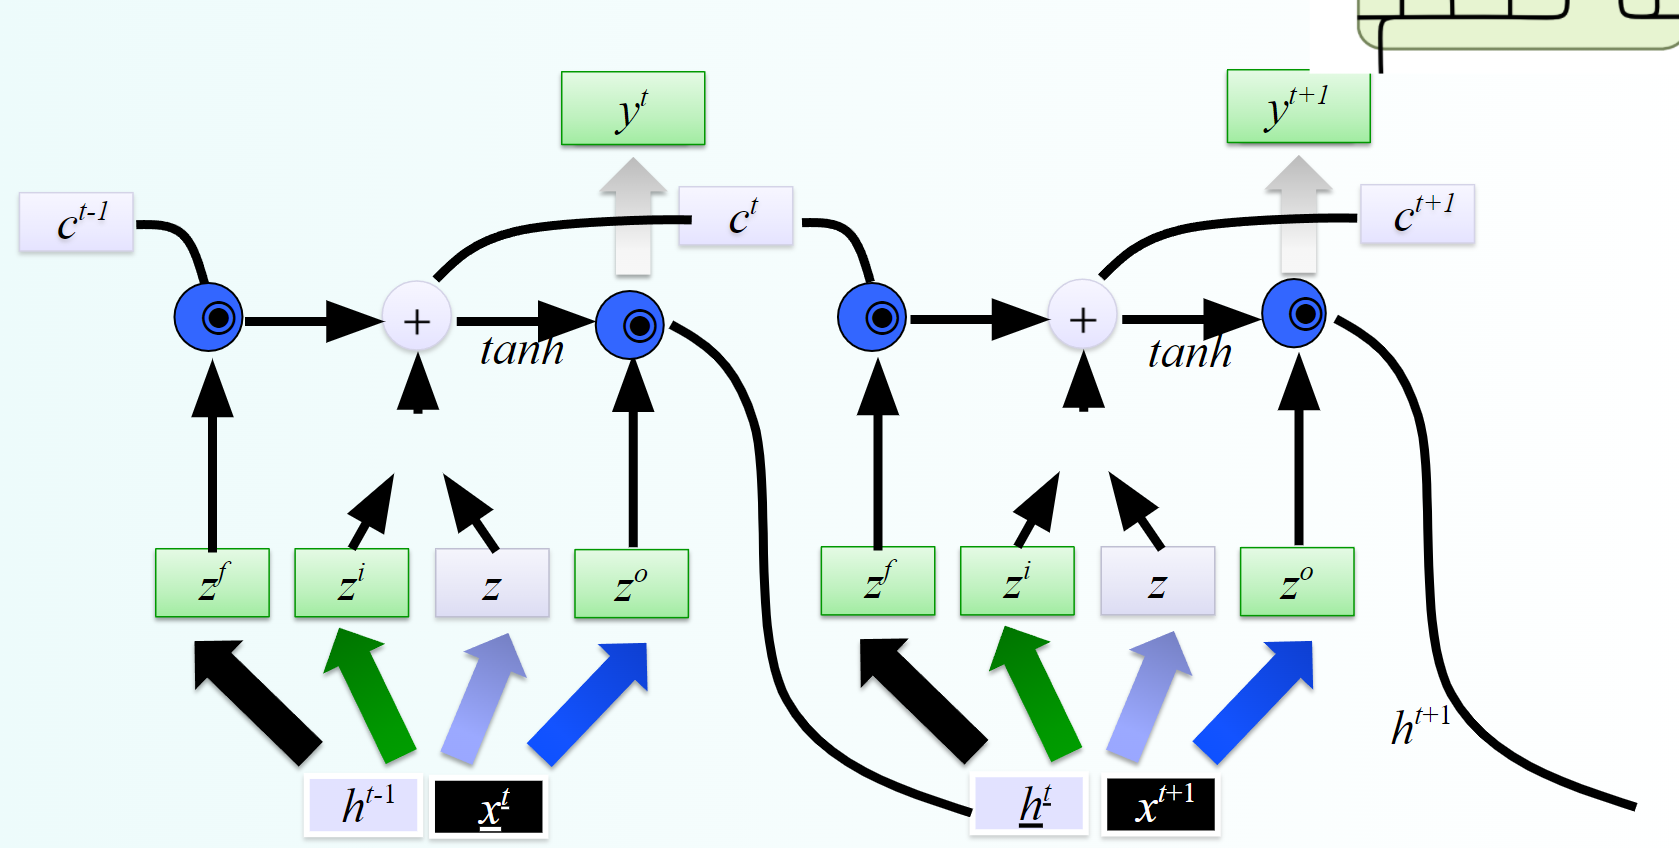 y^t
y^{t+1}
c^{t-1}
c^t
c^{t+1}
+
+
tanh
tanh
z^f
z^i
z
z^o
z^f
z^i
z
z^o
h^{t+1}
h^{t-1}
x^t
h^t
x^{t+1}